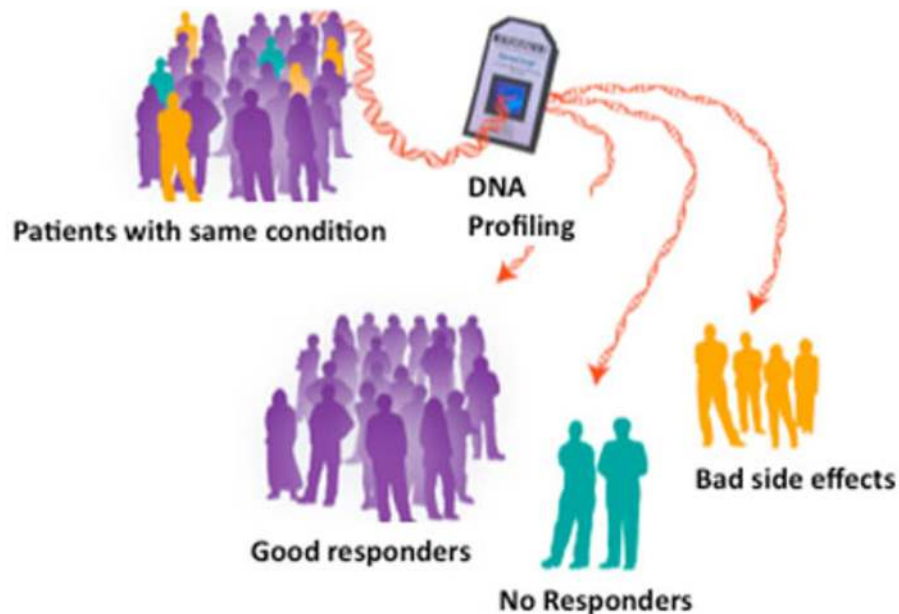 Patients with same condition
DNA
Profiling
Good responders
No Responders
Bad side effects